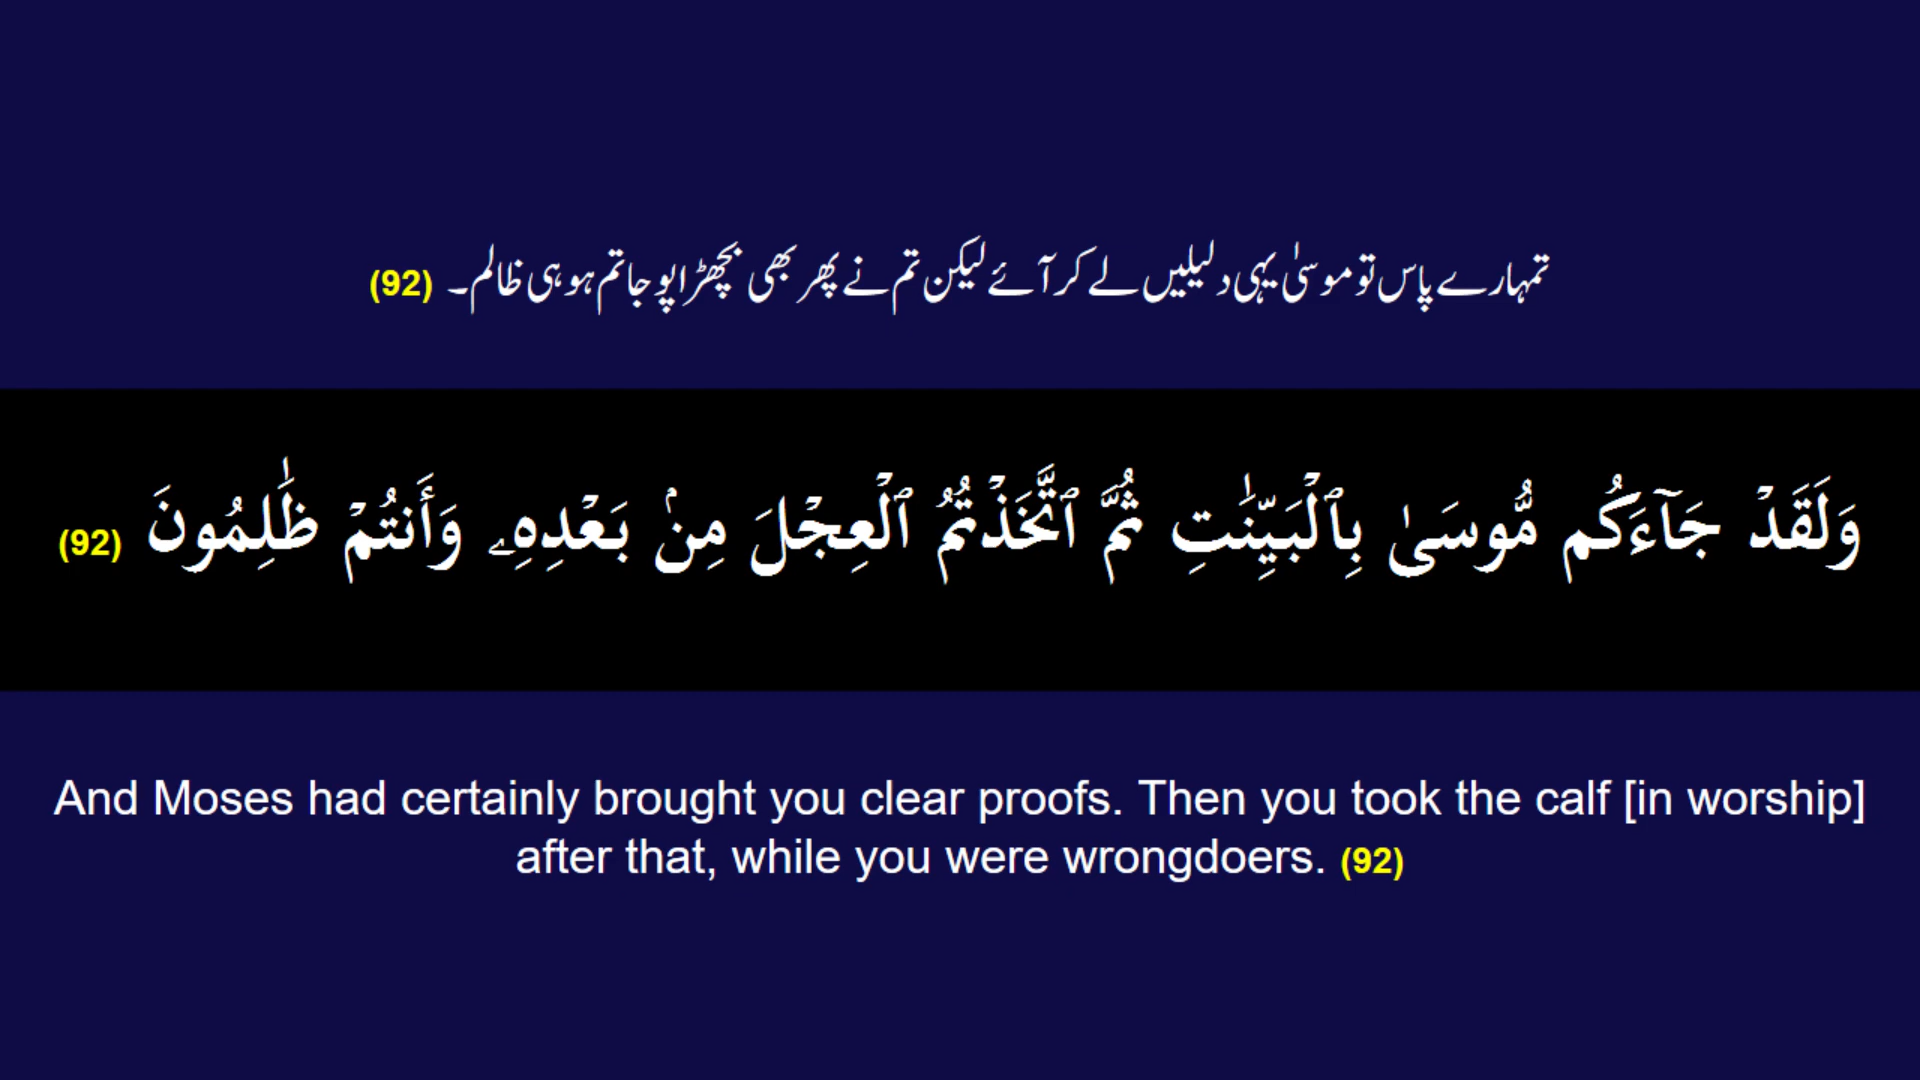 تمہارے پاس تو موسیٰ یہی دلیلیں لے کر آئے لیکن تم نے پھر بھی بچھڑا پوجا تم ہو ہی ظالم۔ (92)
وَلَقَدْ جَآءَكُم مُّوسَىٰ بِٱلْبَيِّنَٰتِ ثُمَّ ٱتَّخَذْتُمُ ٱلْعِجْلَ مِنۢ بَعْدِهِۦ وَأَنتُمْ ظَٰلِمُونَ (92)
And Moses had certainly brought you clear proofs. Then you took the calf [in worship]
after that, while you were wrongdoers. (92)